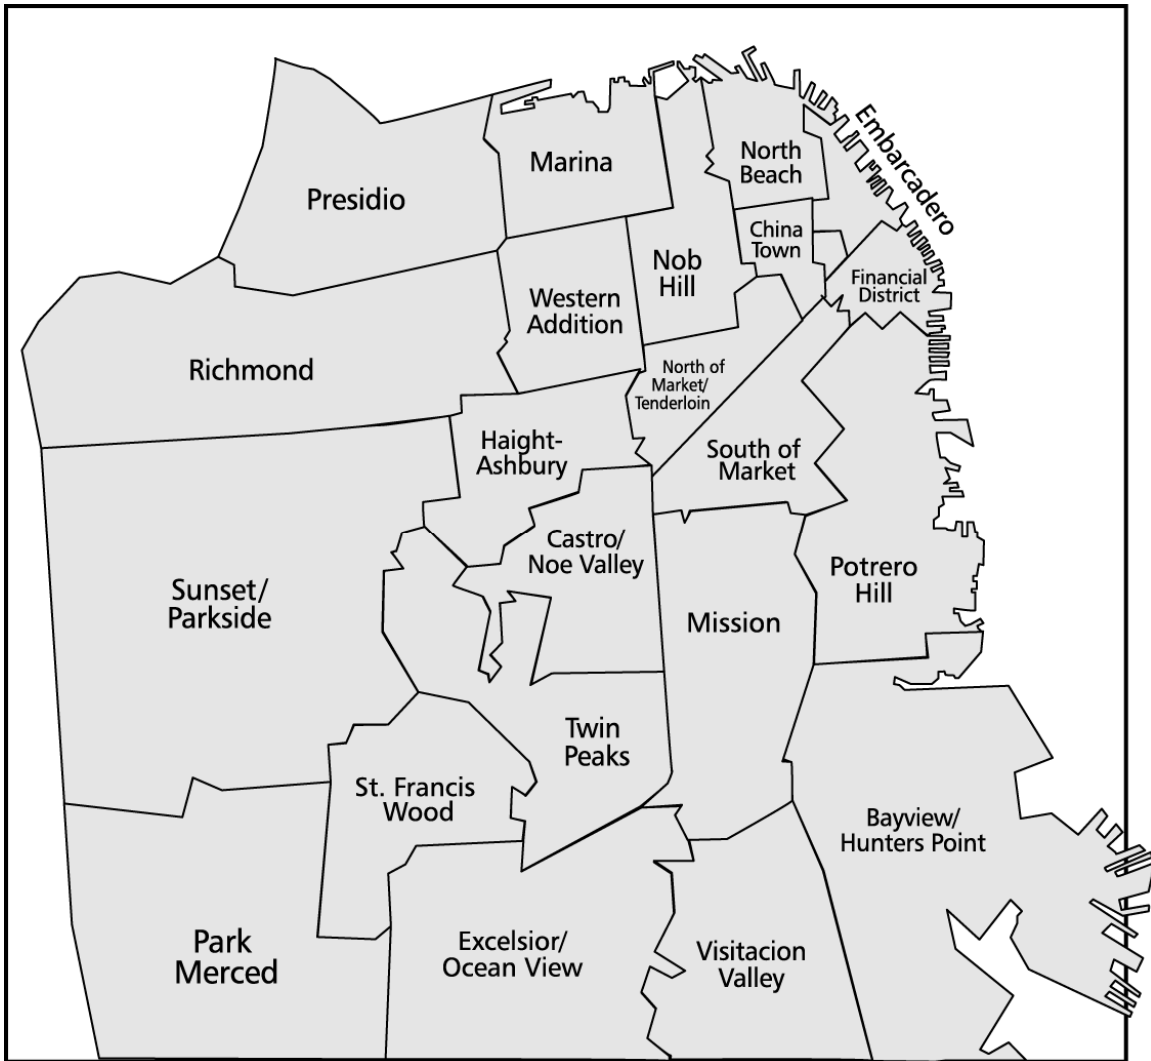 Embarcadero
North
Beach
Marina
Presidio
China
Town
Nob
Hill
Financial
District
Western
Addition
Richmond
North of
Market/
Tenderloin
Haight-
Ashbury
South of
Market
Castro/
Noe Valley
Potrero
Hill
Sunset/
Parkside
Mission
Twin
Peaks
St. Francis
Wood
Bayview/
Hunters Point
Park
Merced
Excelsior/
Ocean View
Visitacion
Valley